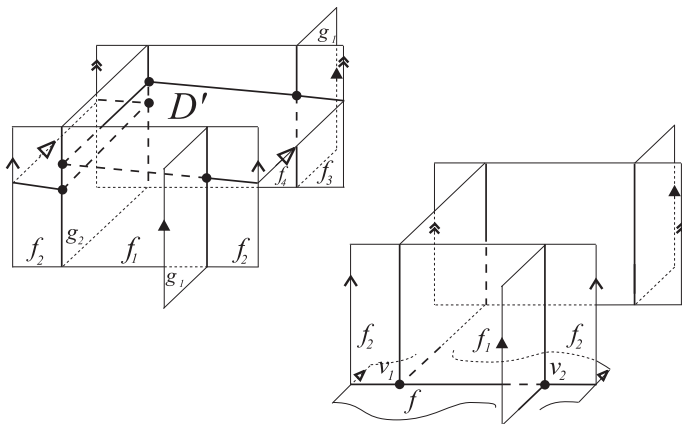 g₁
D′
f₄ f₃
f₂ g₂ f₁ g₁ f₂
f₂ v₁ f f₁ v₂ f₂